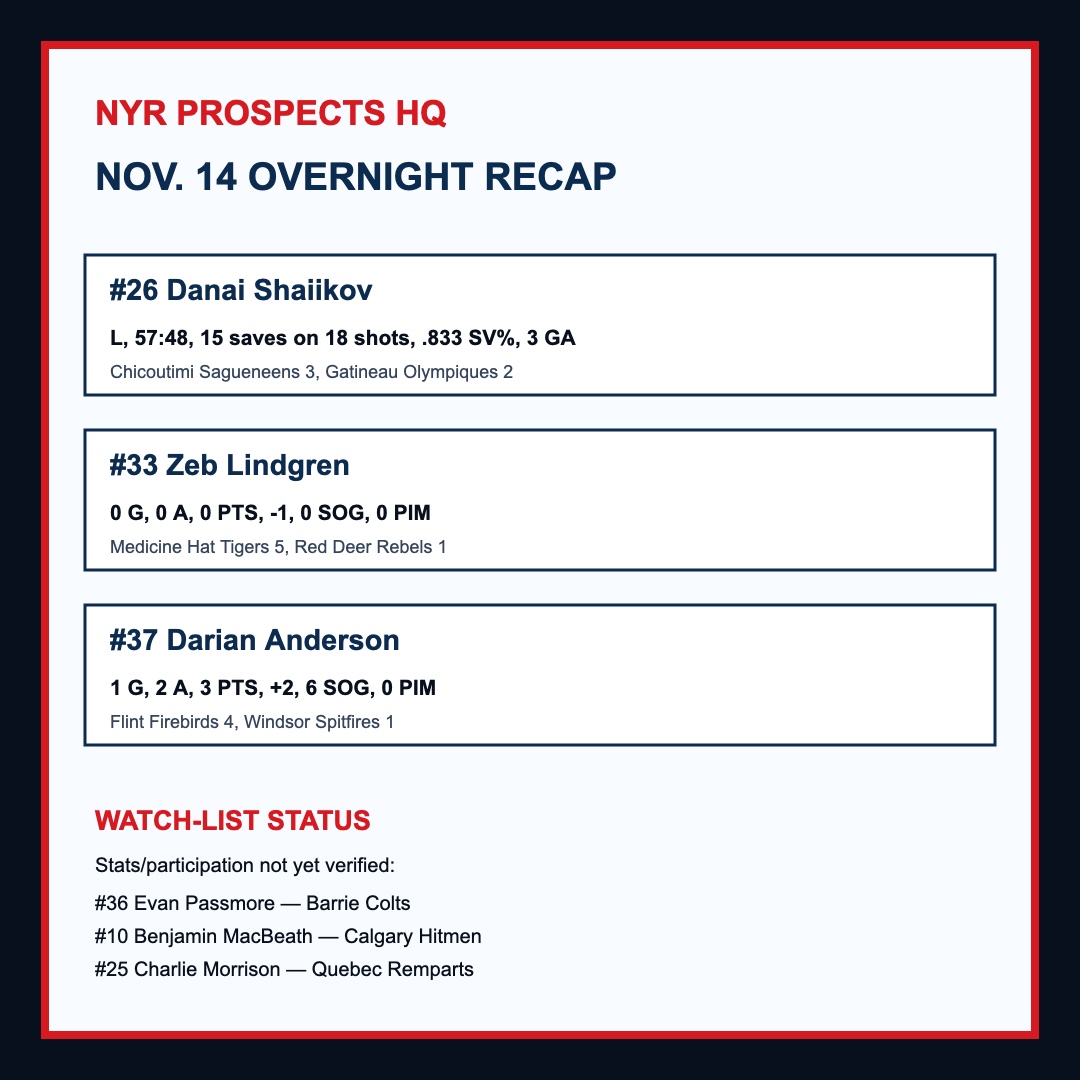 NYR PROSPECTS HQ
NOV. 14 OVERNIGHT RECAP
#26 Danai Shaiikov
L, 57:48, 15 saves on 18 shots, .833 SV%, 3 GA
Chicoutimi Sagueneens 3, Gatineau Olympiques 2
#33 Zeb Lindgren
0 G, 0 A, 0 PTS, -1, 0 SOG, 0 PIM
Medicine Hat Tigers 5, Red Deer Rebels 1
#37 Darian Anderson
1 G, 2 A, 3 PTS, +2, 6 SOG, 0 PIM
Flint Firebirds 4, Windsor Spitfires 1
WATCH-LIST STATUS
Stats/participation not yet verified:
#36 Evan Passmore — Barrie Colts
#10 Benjamin MacBeath — Calgary Hitmen
#25 Charlie Morrison — Quebec Remparts